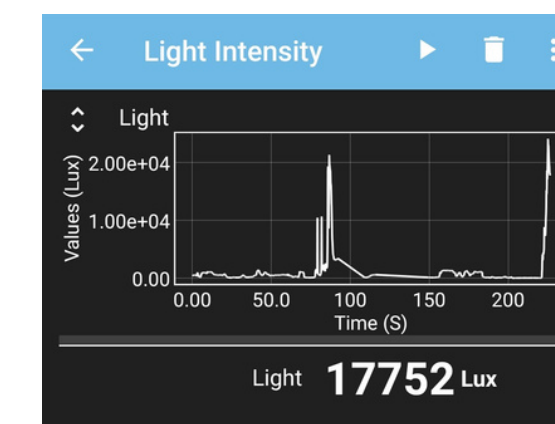 Light Intensity
Light
Values (Lux)
2.00e+04
1.00e+04
0.00
0.00 50.0 100 150 200
Time (S)
Light 17752 Lux